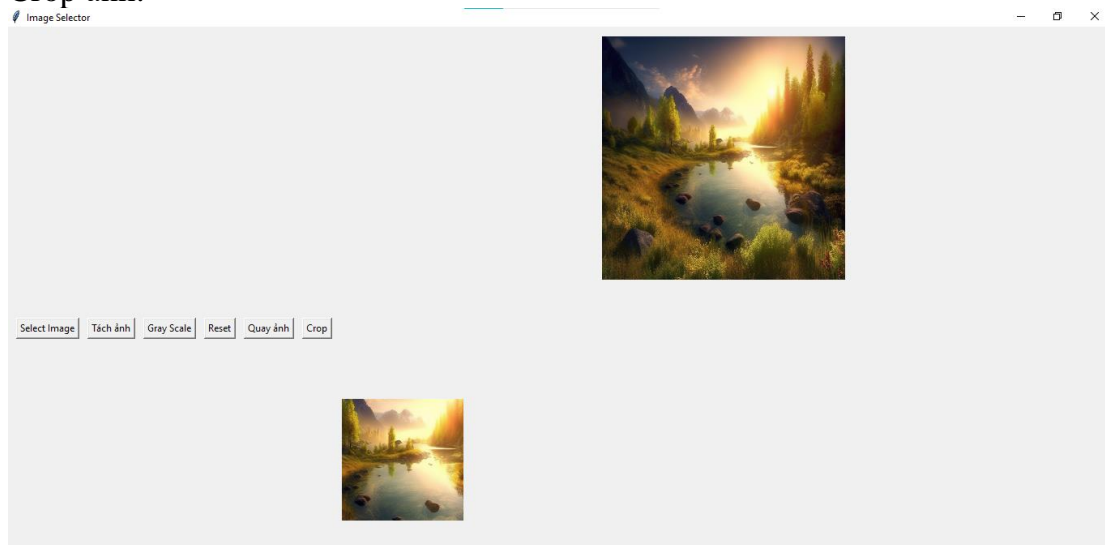 Image Selector
Select Image Tách ảnh Gray Scale Reset Quay ảnh Crop